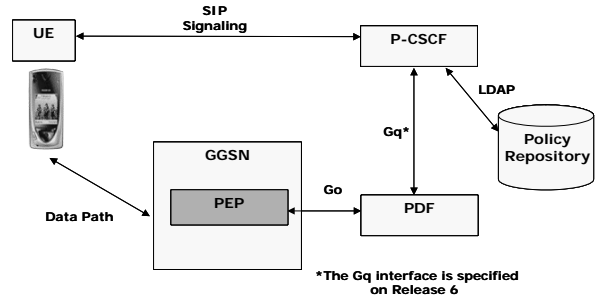 SIP
Signaling
UE
P-CSCF
LDAP
Gq*
Policy
Repository
GGSN
PEP
Go
PDF
Data Path
*The Gq interface is specified
on Release 6